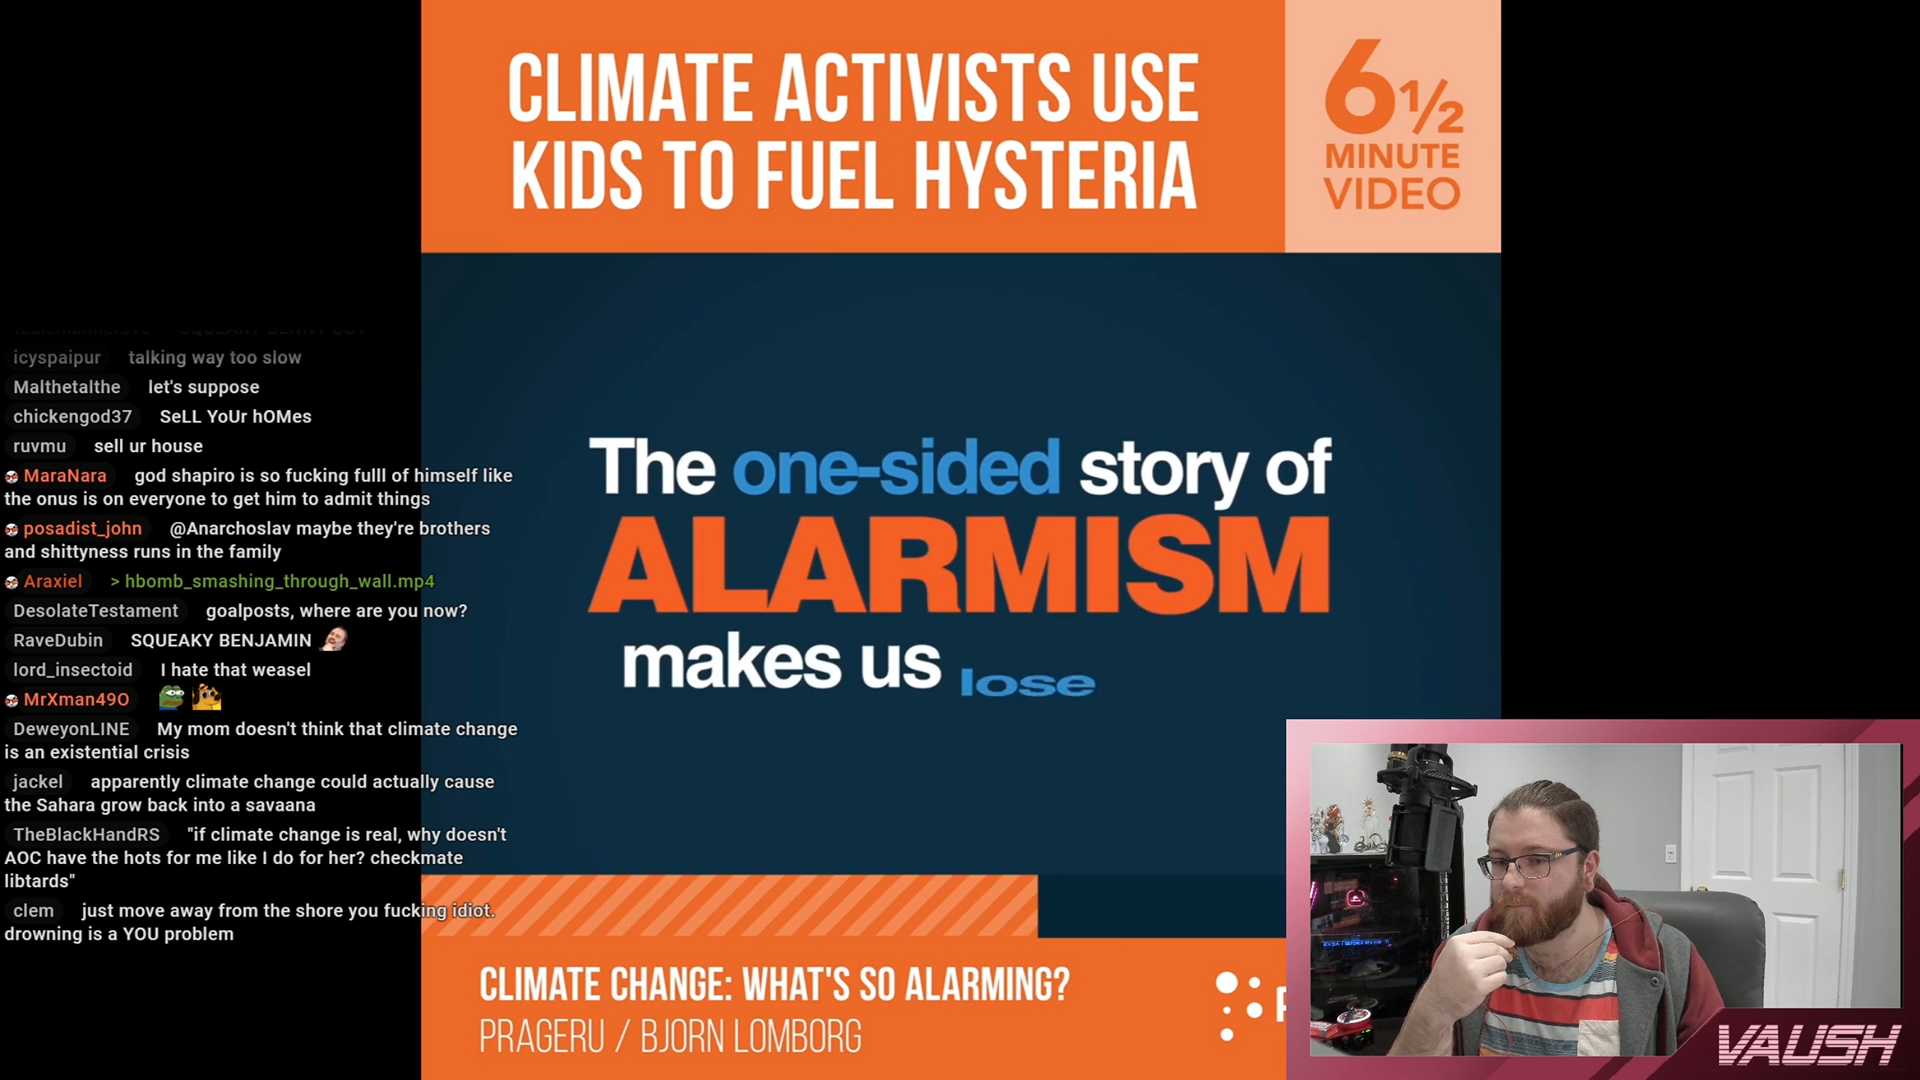 CLIMATE ACTIVISTS USE
KIDS TO FUEL HYSTERIA
6 1/2
MINUTE
VIDEO
icyspaipur talking way too slow
Malthetalthe let's suppose
chickengod37 SeLL YoUr hOMes
ruvmu sell ur house
MaraNara god shapiro is so fucking fulll of himself like
the onus is on everyone to get him to admit things
posadist_john @Anarchoslav maybe they're brothers
and shittyness runs in the family
Araxiel > hbomb_smashing_through_wall.mp4
DesolateTestament goalposts, where are you now?
RaveDubin SQUEAKY BENJAMIN
lord_insectoid I hate that weasel
MrXman49O
DeweyonLINE My mom doesn't think that climate change
is an existential crisis
jackel apparently climate change could actually cause
the Sahara grow back into a savaana
TheBlackHandRS "if climate change is real, why doesn't
AOC have the hots for me like I do for her? checkmate
libtards"
clem just move away from the shore you fucking idiot.
drowning is a YOU problem
The one-sided story of
ALARMISM
makes us lose
CLIMATE CHANGE: WHAT'S SO ALARMING?
PRAGERU / BJORN LOMBORG
VAUSH